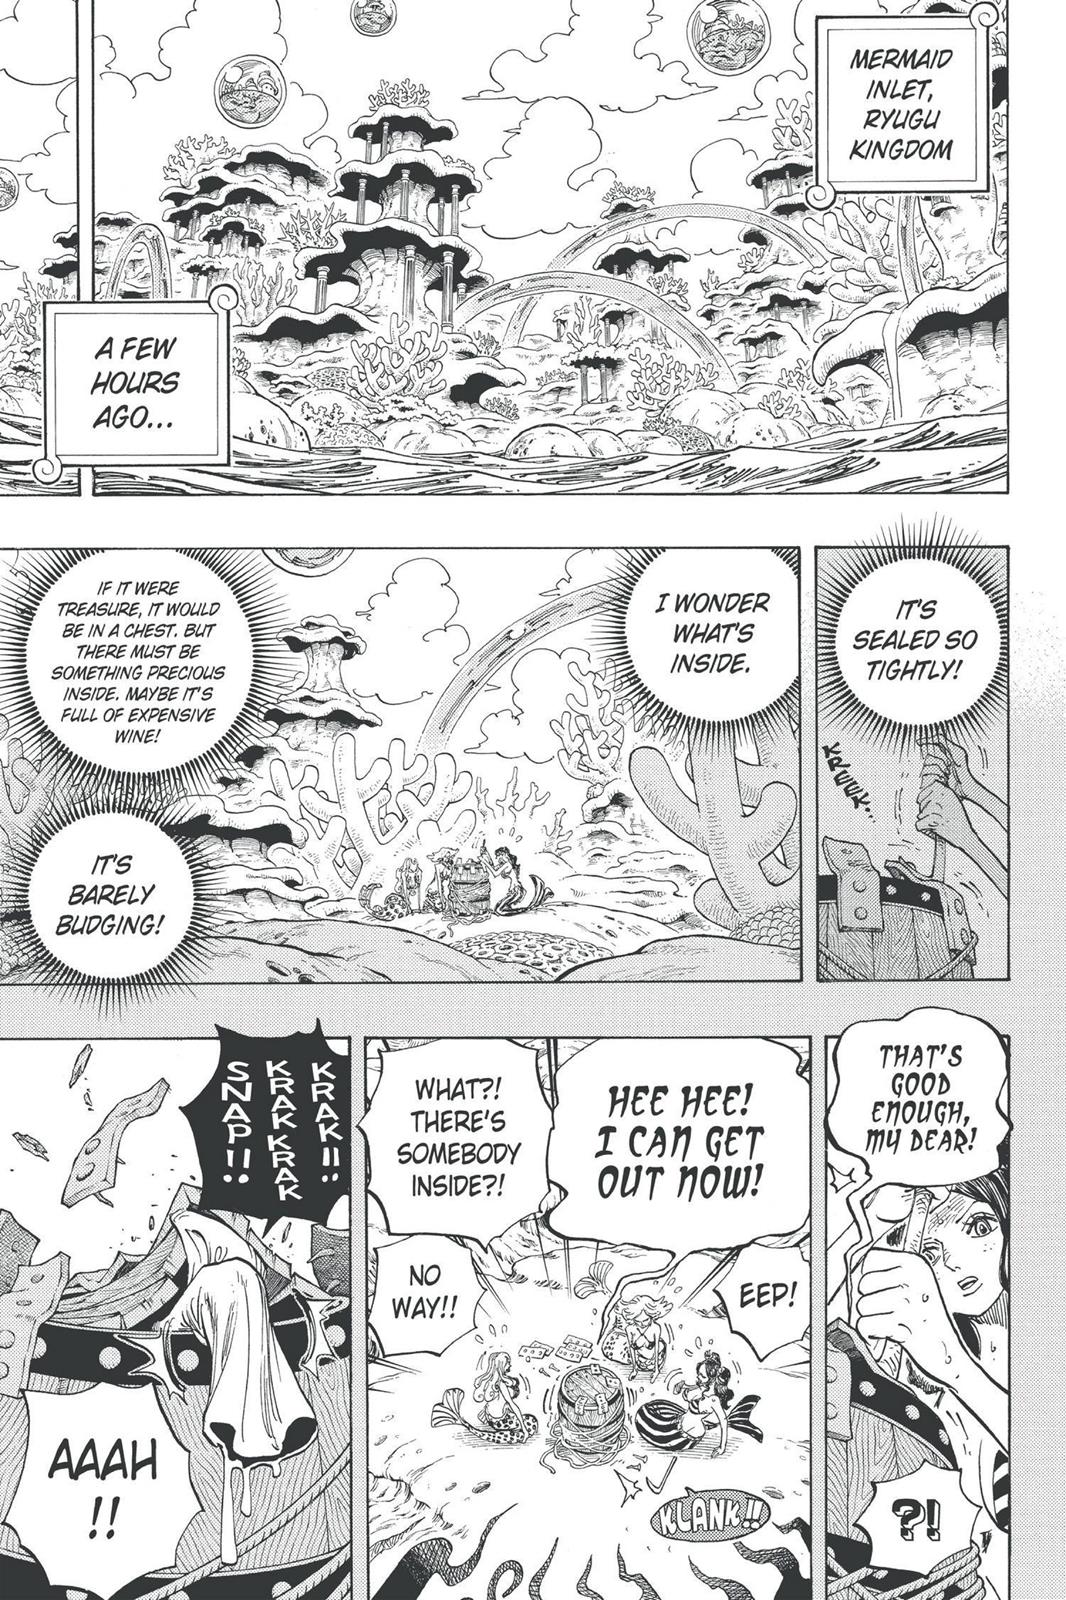 MERMAID
INLET,
RYUGU
KINGDOM
A FEW
HOURS
AGO...
IT'S
SEALED SO
TIGHTLY!
KREEK...
I WONDER
WHAT'S
INSIDE.
IF IT WERE
TREASURE, IT WOULD
BE IN A CHEST. BUT
THERE MUST BE
SOMETHING PRECIOUS
INSIDE. MAYBE IT'S
FULL OF EXPENSIVE
WINE!
IT'S
BARELY
BUDGING!
THAT'S
GOOD
ENOUGH,
MY DEAR!
?!
HEE HEE!
I CAN GET
OUT NOW!
WHAT?!
THERE'S
SOMEBODY
INSIDE?!
EEP!
NO
WAY!!
KLANK!!
KRAK!!
KRAK KRAK
SNAP!!
AAAH
!!